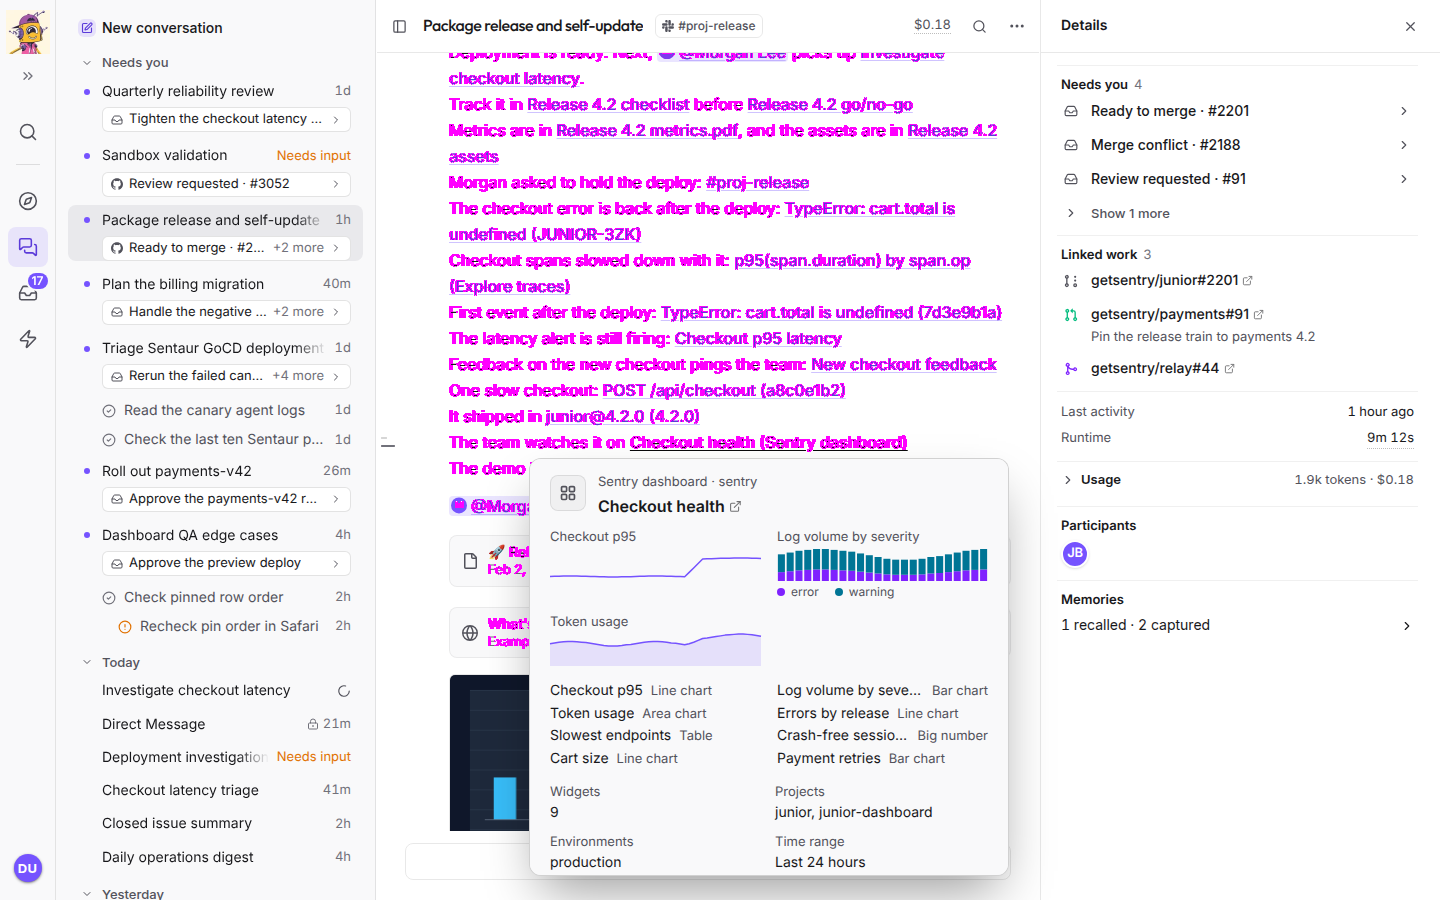 New conversation
Needs you
Quarterly reliability review 1d
Tighten the checkout latency ...
Sandbox validation Needs input
Review requested · #3052
Package release and self-update 1h
Ready to merge · #2... +2 more
Plan the billing migration 40m
Handle the negative ... +2 more
Triage Sentaur GoCD deployment 1d
Rerun the failed can... +4 more
Read the canary agent logs 1d
Check the last ten Sentaur p... 1d
Roll out payments-v42 26m
Approve the payments-v42 r...
Dashboard QA edge cases 4h
Approve the preview deploy
Check pinned row order 2h
Recheck pin order in Safari 2h
Today
Investigate checkout latency
Direct Message 21m
Deployment investigation Needs input
Checkout latency triage 41m
Closed issue summary 2h
Daily operations digest 4h
Yesterday
17
DU
Package release and self-update #proj-release $0.18
Deployment is ready. Next, @Morgan Lee picks up investigate
checkout latency.
Track it in Release 4.2 checklist before Release 4.2 go/no-go
Metrics are in Release 4.2 metrics.pdf, and the assets are in Release 4.2
assets
Morgan asked to hold the deploy: #proj-release
The checkout error is back after the deploy: TypeError: cart.total is
undefined (JUNIOR-3ZK)
Checkout spans slowed down with it: p95(span.duration) by span.op
(Explore traces)
First event after the deploy: TypeError: cart.total is undefined (7d3e9b1a)
The latency alert is still firing: Checkout p95 latency
Feedback on the new checkout pings the team: New checkout feedback
One slow checkout: POST /api/checkout (a8c0e1b2)
It shipped in junior@4.2.0 (4.2.0)
The team watches it on Checkout health (Sentry dashboard)
The demo
@Morga
🚀 Rel
Feb 2,
What's
Examp
Sentry dashboard · sentry
Checkout health
Checkout p95 Log volume by severity
error warning
Token usage
Checkout p95 Line chart Log volume by seve... Bar chart
Token usage Area chart Errors by release Line chart
Slowest endpoints Table Crash-free sessio... Big number
Cart size Line chart Payment retries Bar chart
Widgets Projects
9 junior, junior-dashboard
Environments Time range
production Last 24 hours
Details
Needs you 4
Ready to merge · #2201
Merge conflict · #2188
Review requested · #91
Show 1 more
Linked work 3
getsentry/junior#2201
getsentry/payments#91
Pin the release train to payments 4.2
getsentry/relay#44
Last activity 1 hour ago
Runtime 9m 12s
Usage 1.9k tokens · $0.18
Participants
JB
Memories
1 recalled · 2 captured